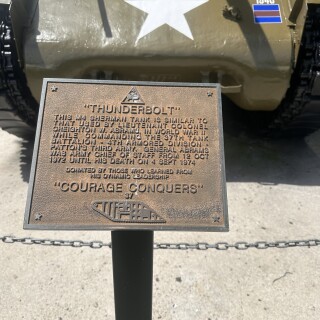 "THUNDERBOLT"
THIS M4 SHERMAN TANK IS SIMILAR TO
THAT USED BY LIEUTENANT COLONEL
CREIGHTON W. ABRAMS, IN WORLD WAR II
WHILE COMMANDING THE 37TH TANK
BATTALION - 4TH ARMORED DIVISION -
PATTONS THIRD ARMY. GENERAL ABRAMS
WAS ARMY CHIEF OF STAFF FROM 12 OCT
1972 UNTIL HIS DEATH ON 4 SEPT 1974
DONATED BY THOSE WHO LEARNED FROM
HIS DYNAMIC LEADERSHIP
"COURAGE CONQUERS"
37